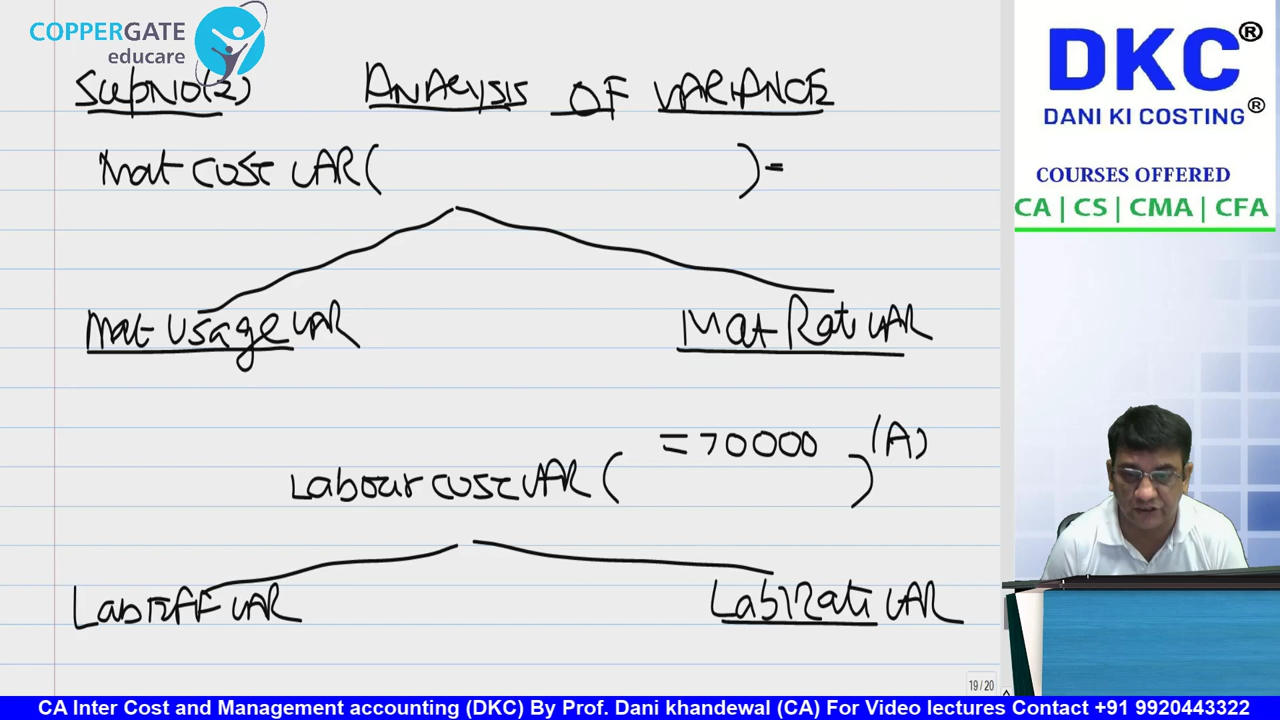 COPPERGATE
educare
SUBNO(2) ANALYSIS OF VARIANCE
Mat cost VAR( ) =
Mat Usage VAR Mat Rate VAR
= 70000 (A)
Labour cost VAR( )
Lab EFF VAR Lab Rate VAR
19 / 20
DKC®
DANI KI COSTING®
COURSES OFFERED
CA | CS | CMA | CFA
CA Inter Cost and Management accounting (DKC) By Prof. Dani khandewal (CA) For Video lectures Contact +91 9920443322